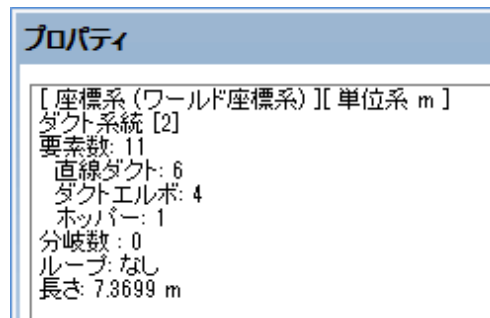 プロパティ
[ 座標系 (ワールド座標系) ][ 単位系 m ]
ダクト系統 [2]
要素数: 11
直線ダクト: 6
ダクトエルボ: 4
ホッパー: 1
分岐数 : 0
ループ: なし
長さ: 7.3699 m